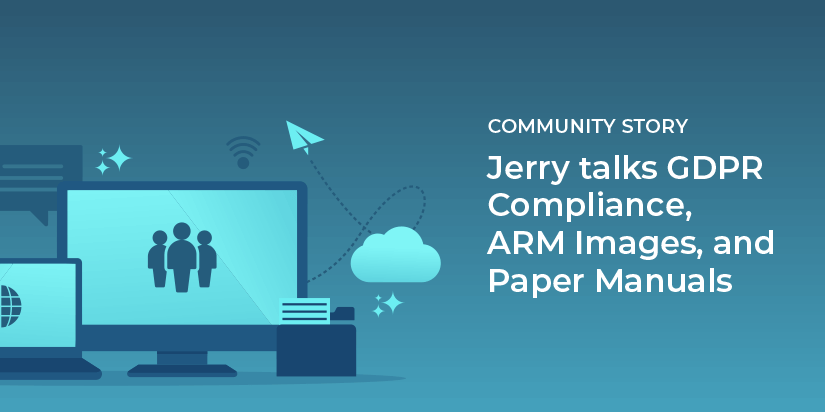 COMMUNITY STORY
Jerry talks GDPR
Compliance,
ARM Images, and
Paper Manuals